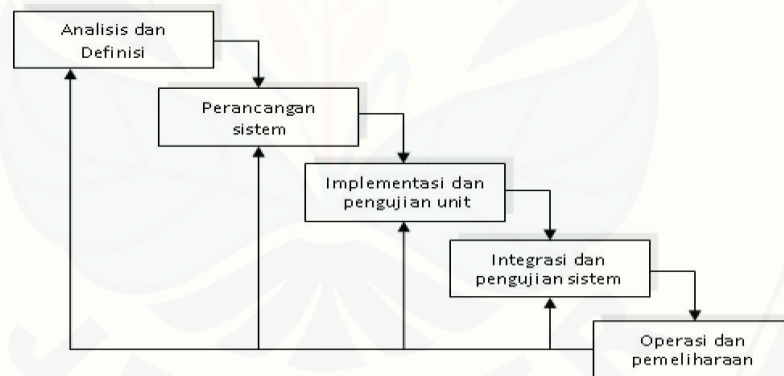 Analisis dan
Definisi
Perancangan
sistem
Implementasi dan
pengujian unit
Integrasi dan
pengujian sistem
Operasi dan
pemeliharaan